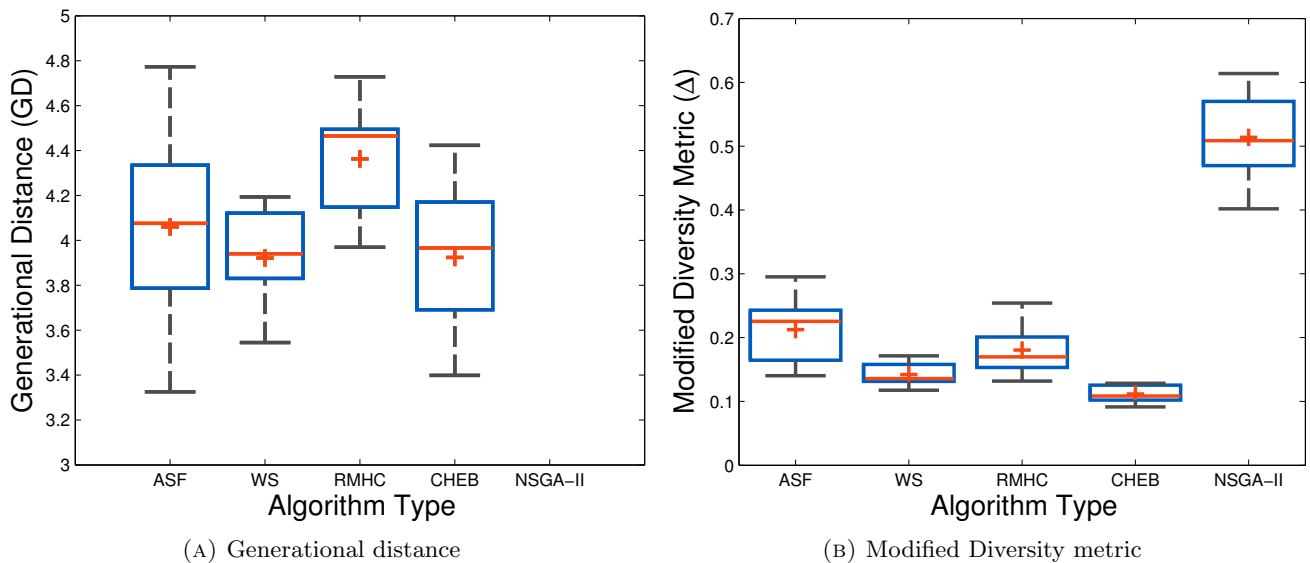 Generational Distance (GD)
5
4.8
4.6
4.4
4.2
4
3.8
3.6
3.4
3.2
3
ASF WS RMHC CHEB NSGA−II
Algorithm Type
(A) Generational distance
Modified Diversity Metric (Δ)
0.7
0.6
0.5
0.4
0.3
0.2
0.1
0
ASF WS RMHC CHEB NSGA−II
Algorithm Type
(B) Modified Diversity metric